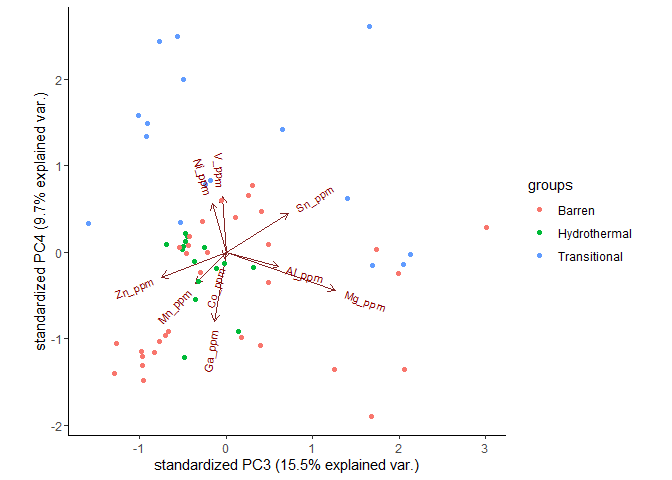 standardized PC4 (9.7% explained var.)
2
1
0
-1
-2
Ni_ppm
V_ppm
Sn_ppm
Al_ppm
Mg_ppm
Zn_ppm
Mn_ppm
Co_ppm
Ga_ppm
-1
0
1
2
3
standardized PC3 (15.5% explained var.)
groups
Barren
Hydrothermal
Transitional